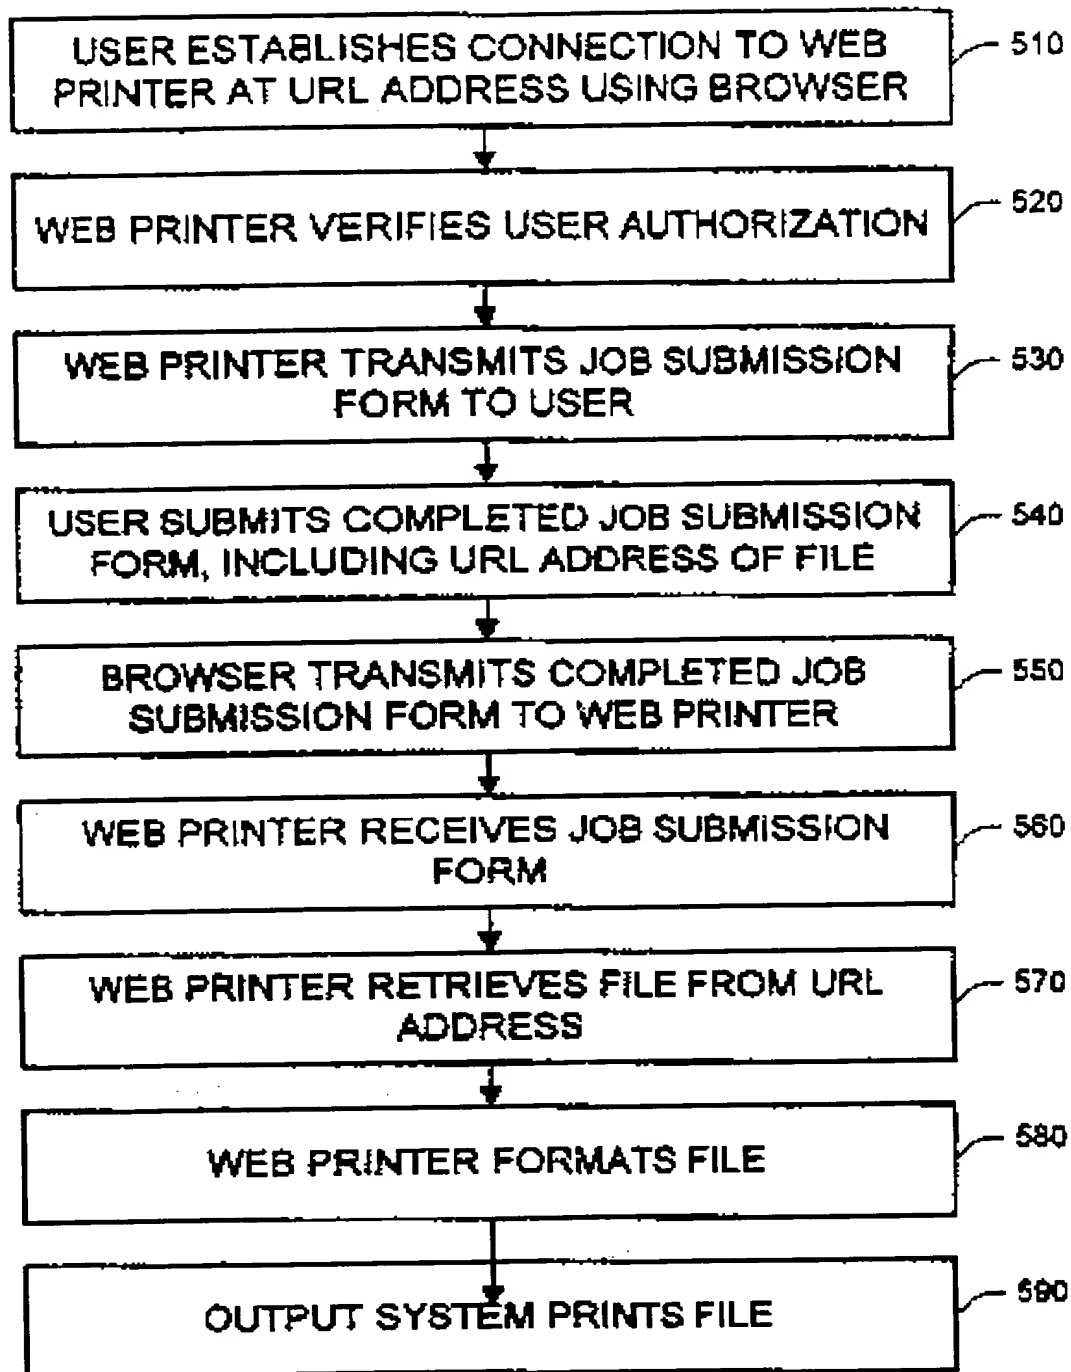 USER ESTABLISHES CONNECTION TO WEB
PRINTER AT URL ADDRESS USING BROWSER
510
WEB PRINTER VERIFIES USER AUTHORIZATION
520
WEB PRINTER TRANSMITS JOB SUBMISSION
FORM TO USER
530
USER SUBMITS COMPLETED JOB SUBMISSION
FORM, INCLUDING URL ADDRESS OF FILE
540
BROWSER TRANSMITS COMPLETED JOB
SUBMISSION FORM TO WEB PRINTER
550
WEB PRINTER RECEIVES JOB SUBMISSION
FORM
560
WEB PRINTER RETRIEVES FILE FROM URL
ADDRESS
570
WEB PRINTER FORMATS FILE
580
OUTPUT SYSTEM PRINTS FILE
590